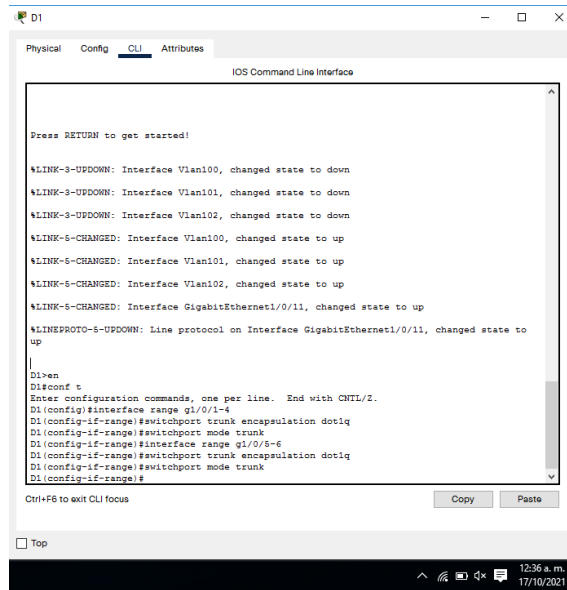 D1
Physical Config CLI Attributes
IOS Command Line Interface
Press RETURN to get started!
%LINK-3-UPDOWN: Interface Vlan100, changed state to down
%LINK-3-UPDOWN: Interface Vlan101, changed state to down
%LINK-3-UPDOWN: Interface Vlan102, changed state to down
%LINK-5-CHANGED: Interface Vlan100, changed state to up
%LINK-5-CHANGED: Interface Vlan101, changed state to up
%LINK-5-CHANGED: Interface Vlan102, changed state to up
%LINK-5-CHANGED: Interface GigabitEthernet1/0/11, changed state to up
%LINEPROTO-5-UPDOWN: Line protocol on Interface GigabitEthernet1/0/11, changed state to
up
D1>en
D1#conf t
Enter configuration commands, one per line.  End with CNTL/Z.
D1(config)#interface range g1/0/1-4
D1(config-if-range)#switchport trunk encapsulation dot1q
D1(config-if-range)#switchport mode trunk
D1(config-if-range)#interface range g1/0/5-6
D1(config-if-range)#switchport trunk encapsulation dot1q
D1(config-if-range)#switchport mode trunk
D1(config-if-range)#
Ctrl+F6 to exit CLI focus
Copy Paste
Top
12:36 a. m.
17/10/2021